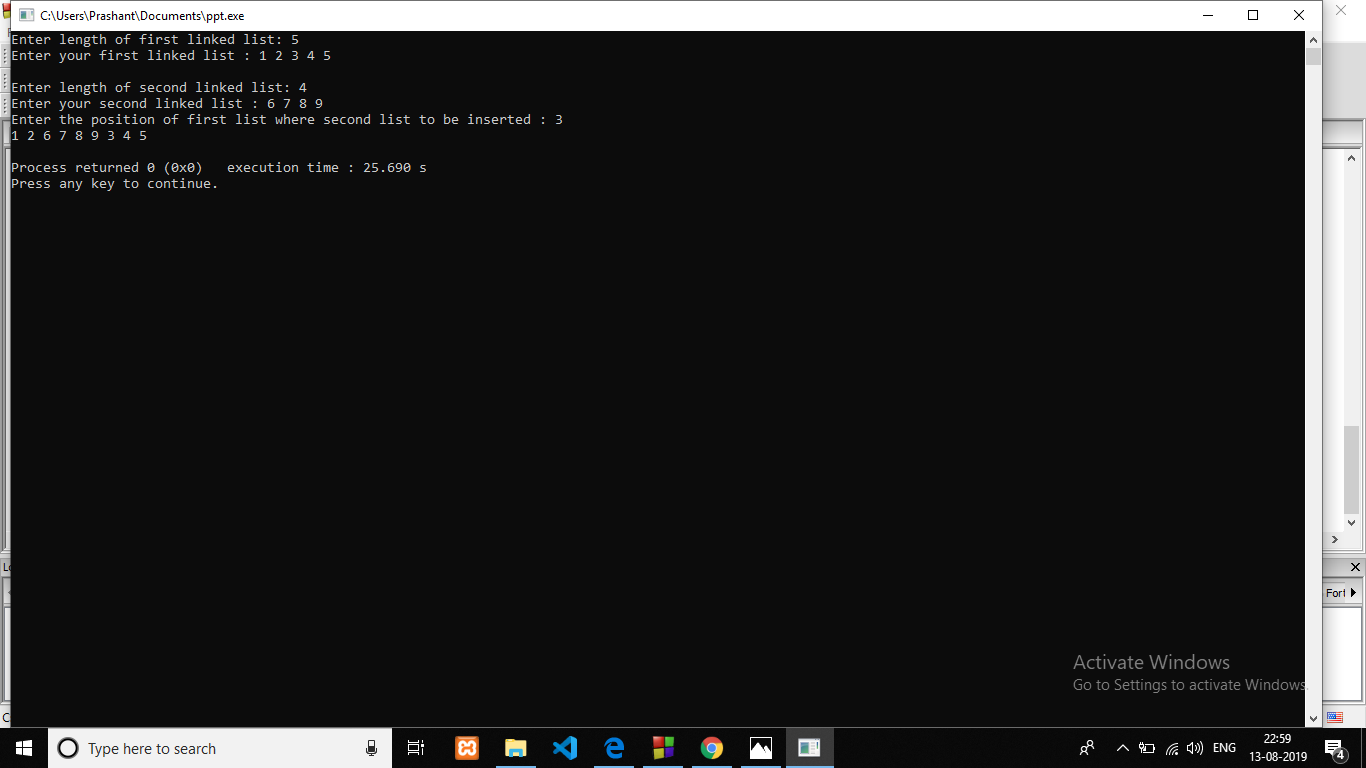 C:\Users\Prashant\Documents\ppt.exe
Enter length of first linked list: 5
Enter your first linked list : 1 2 3 4 5
Enter length of second linked list: 4
Enter your second linked list : 6 7 8 9
Enter the position of first list where second list to be inserted : 3
1 2 6 7 8 9 3 4 5
Process returned 0 (0x0)   execution time : 25.690 s
Press any key to continue.
Fort
Activate Windows
Go to Settings to activate Windows.
Type here to search
ENG
22:59
13-08-2019
4